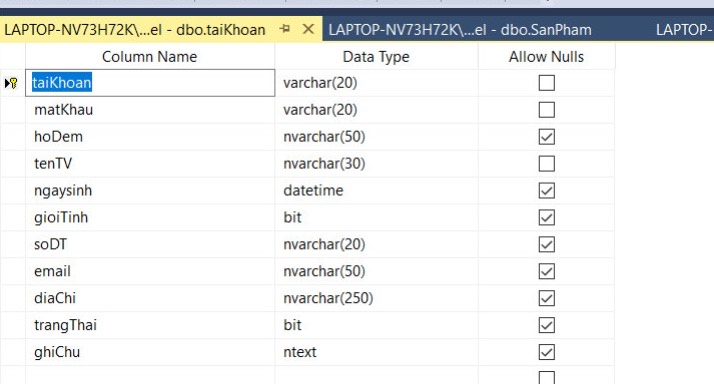 LAPTOP-NV73H72K\...el - dbo.taiKhoan LAPTOP-NV73H72K\...el - dbo.SanPham LAPTOP-
Column Name Data Type Allow Nulls
taiKhoan varchar(20)
matKhau varchar(20)
hoDem nvarchar(50)
tenTV nvarchar(30)
ngaysinh datetime
gioiTinh bit
soDT nvarchar(20)
email nvarchar(50)
diaChi nvarchar(250)
trangThai bit
ghiChu ntext